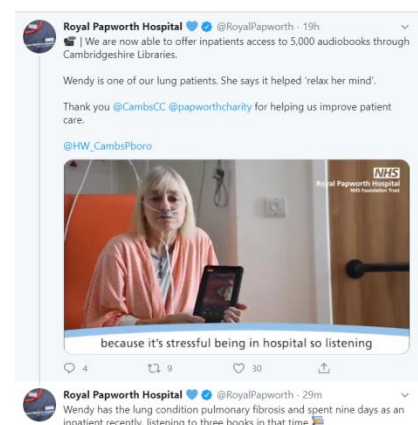 Royal Papworth Hospital 💙 @RoyalPapworth · 19h
📽 | We are now able to offer inpatients access to 5,000 audiobooks through
Cambridgeshire Libraries.
Wendy is one of our lung patients. She says it helped 'relax her mind'.
Thank you @CambsCC @papworthcharity for helping us improve patient
care.
@HW_CambsPboro
NHS
Royal Papworth Hospital
NHS Foundation Trust
because it's stressful being in hospital so listening
4 9 30
Royal Papworth Hospital 💙 @RoyalPapworth · 29m
Wendy has the lung condition pulmonary fibrosis and spent nine days as an
inpatient recently, listening to three books in that time 📚